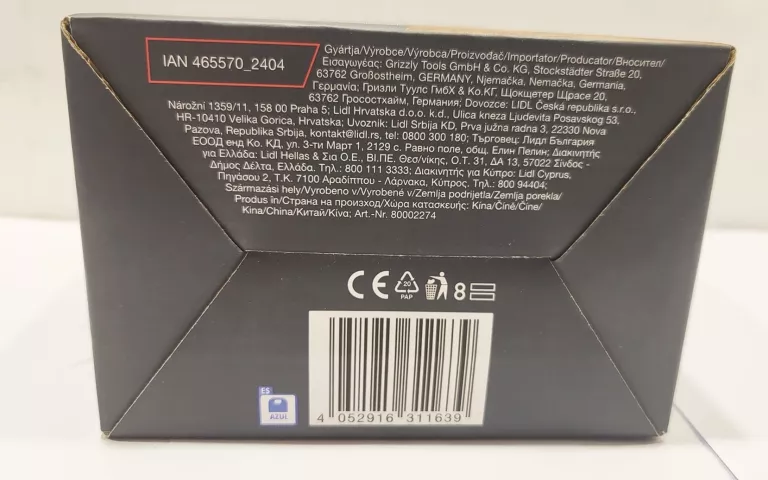 IAN 465570_2404
Gyártja/Výrobce/Výrobca/Proizvođač/Importator/Producator/Вносител/
Εισαγωγέας: Grizzly Tools GmbH & Co. KG, Stockstädter Straße 20,
63762 Großostheim, GERMANY, Njemačka, Nemačka, Germania,
Германия; Гризли Туулс ГмбХ & Ко.КГ, Щокщетер Щрасе 20,
63762 Гросостхайм, Германия; Dovozce: LIDL Česká republika s.r.o.,
Nárožní 1359/11, 158 00 Praha 5; Lidl Hrvatska d.o.o. k.d., Ulica kneza Ljudevita Posavskog 53,
HR-10410 Velika Gorica, Hrvatska; Uvoznik: Lidl Srbija KD, Prva južna radna 3, 22330 Nova
Pazova, Republika Srbija, kontakt@lidl.rs, tel: 0800 300 180; Търговец: Лидл България
ЕООД енд Ко. КД, ул. 3-ти Март 1, 2129 с. Равно поле, общ. Елин Пелин; Διακινητής
για Ελλάδα: Lidl Hellas & Σια Ο.Ε., ΒΙ.ΠΕ. Θεσ/νίκης, Ο.Τ. 31, ΔΑ 13, 57022 Σίνδος -
Δήμος Δέλτα, Ελλάδα. Τηλ.: 800 111 3333; Διακινητής για Κύπρο: Lidl Cyprus,
Πηγάσου 2, Τ.Κ. 7100 Αραδίππου - Λάρνακα, Κύπρος. Τηλ.: 800 94404;
Származási hely/Vyrobeno v/Vyrobené v/Zemlja podrijetla/Zemlja porekla/
Produs în/Страна на произход/Χώρα κατασκευής: Kína/Číně/Číne/
Kina/China/Китай/Κίνα; Art.-Nr. 80002274
CE
20
PAP
8
ES
AZUL
4 052916 311639